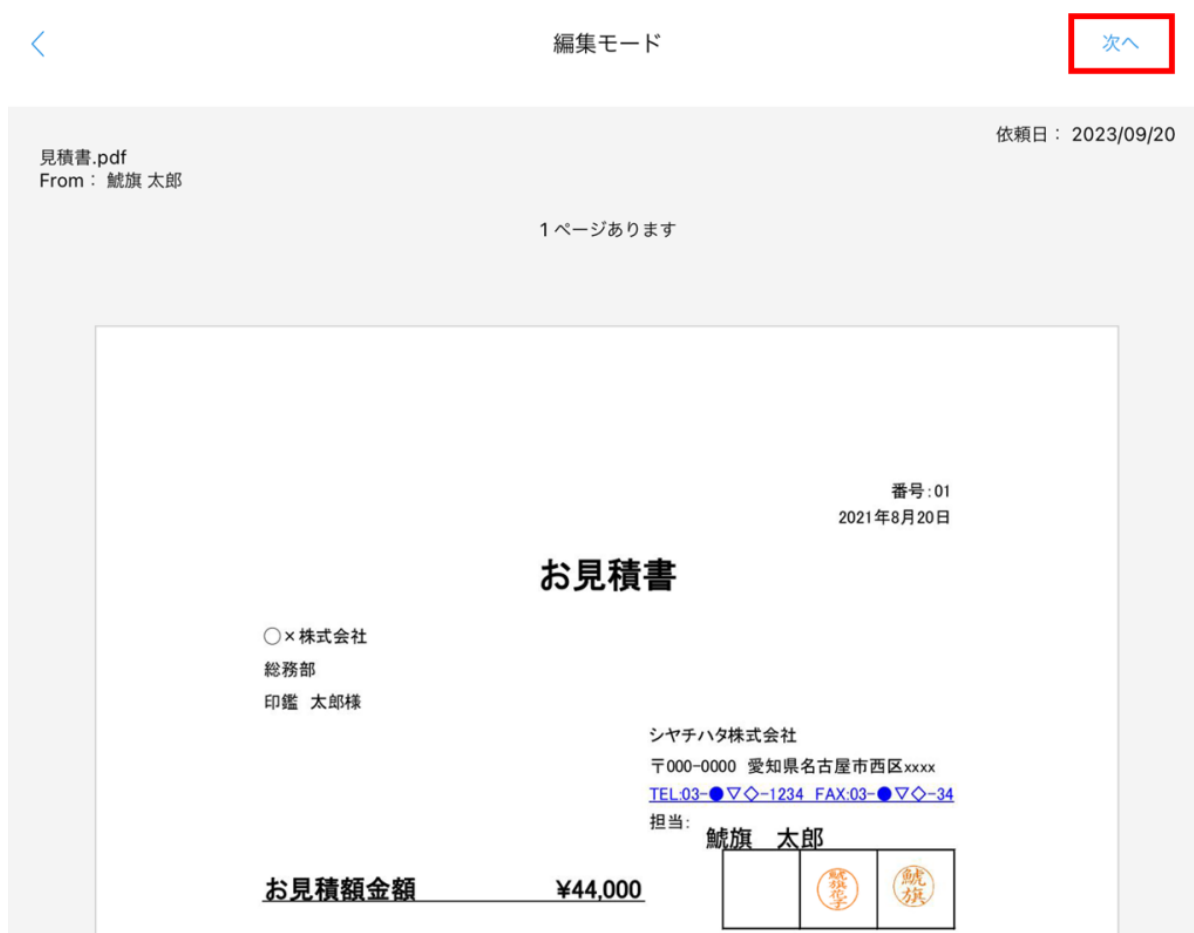 編集モード
次へ
依頼日： 2023/09/20
見積書.pdf
From： 鯱旗 太郎
1 ページあります
番号:01
2021年8月20日
お見積書
○×株式会社
総務部
印鑑 太郎様
シヤチハタ株式会社
〒000-0000 愛知県名古屋市西区xxxx
TEL:03-●▽◇-1234 FAX:03-●▽◇-34
担当:
鯱旗 太郎
お見積額金額 ¥44,000
鯱旗花子
鯱旗